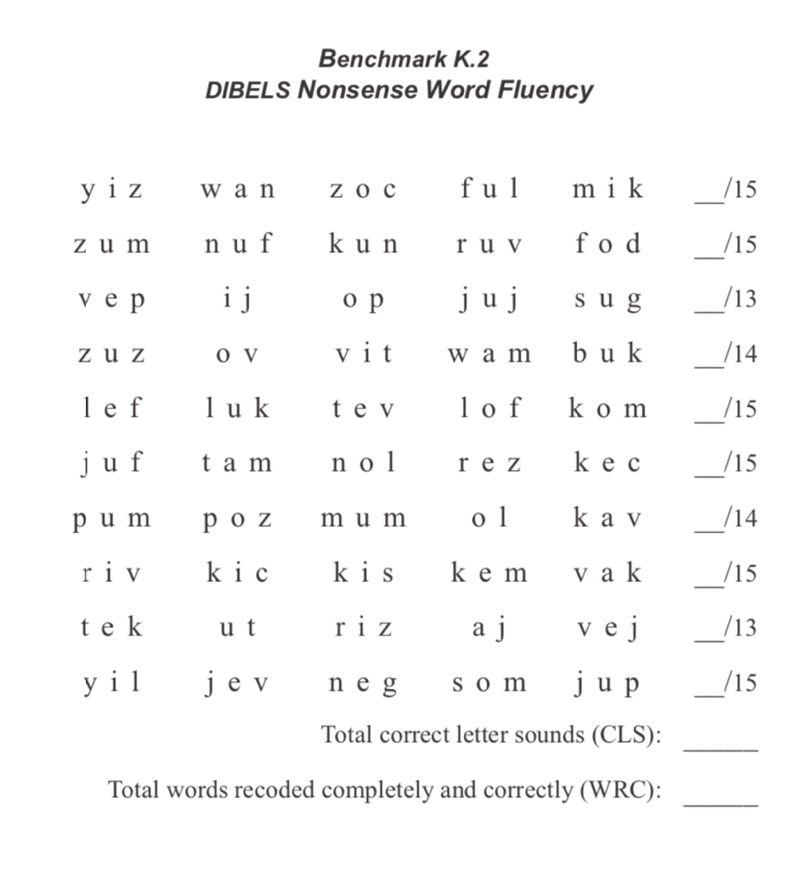 Benchmark K.2
DIBELS Nonsense Word Fluency
y i z w a n z o c f u l m i k __/15
z u m n u f k u n r u v f o d __/15
v e p i j o p j u j s u g __/13
z u z o v v i t w a m b u k __/14
l e f l u k t e v l o f k o m __/15
j u f t a m n o l r e z k e c __/15
p u m p o z m u m o l k a v __/14
r i v k i c k i s k e m v a k __/15
t e k u t r i z a j v e j __/13
y i l j e v n e g s o m j u p __/15
Total correct letter sounds (CLS): ______
Total words recoded completely and correctly (WRC): ______